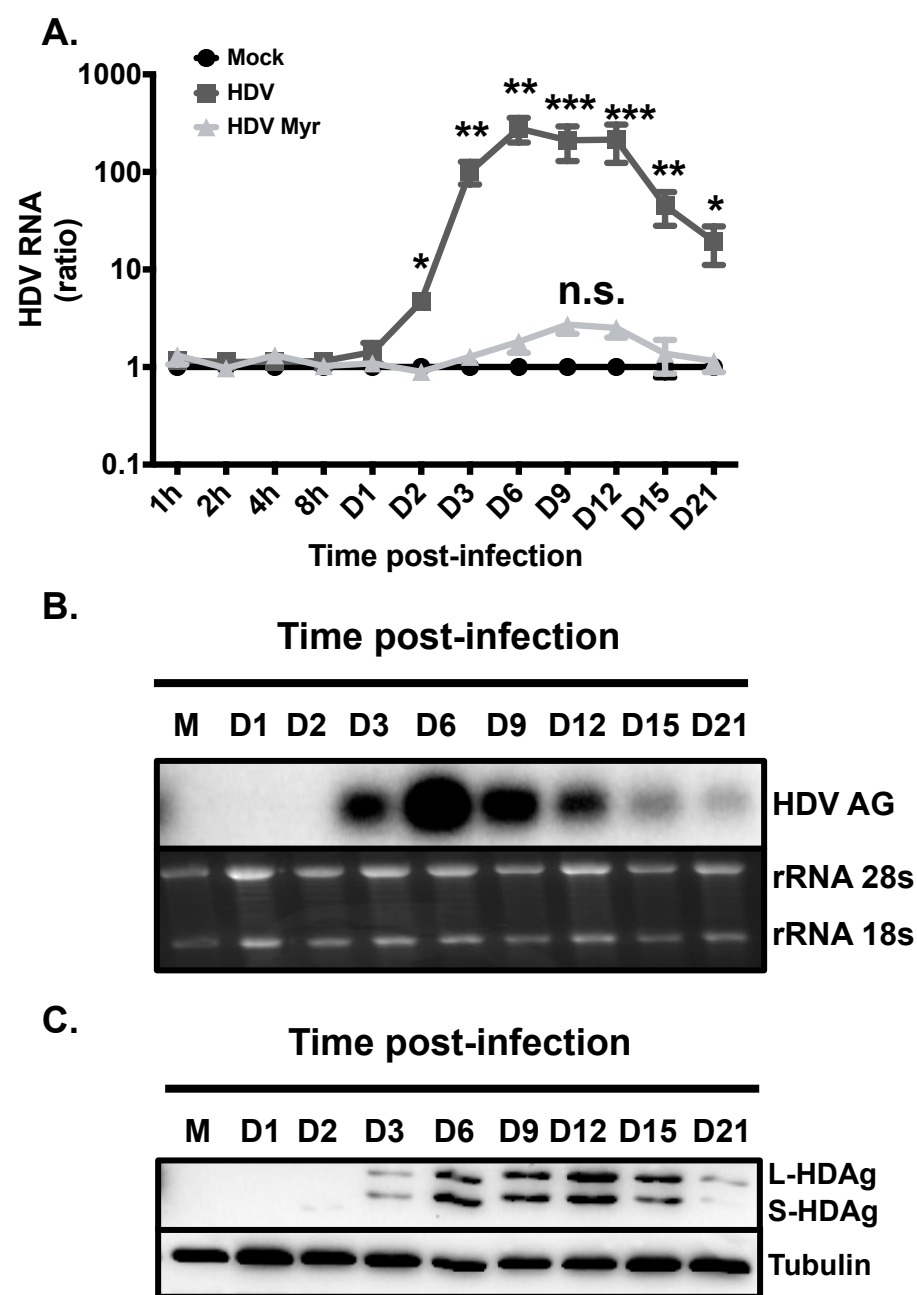 A.
Mock
HDV
HDV Myr
1000
100
10
1
0.1
HDV RNA
(ratio)
*
**
**
***
***
**
*
n.s.
1h 2h 4h 8h D1 D2 D3 D6 D9 D12 D15 D21
Time post-infection
B.
Time post-infection
M D1 D2 D3 D6 D9 D12 D15 D21
HDV AG
rRNA 28s
rRNA 18s
C.
Time post-infection
M D1 D2 D3 D6 D9 D12 D15 D21
L-HDAg
S-HDAg
Tubulin